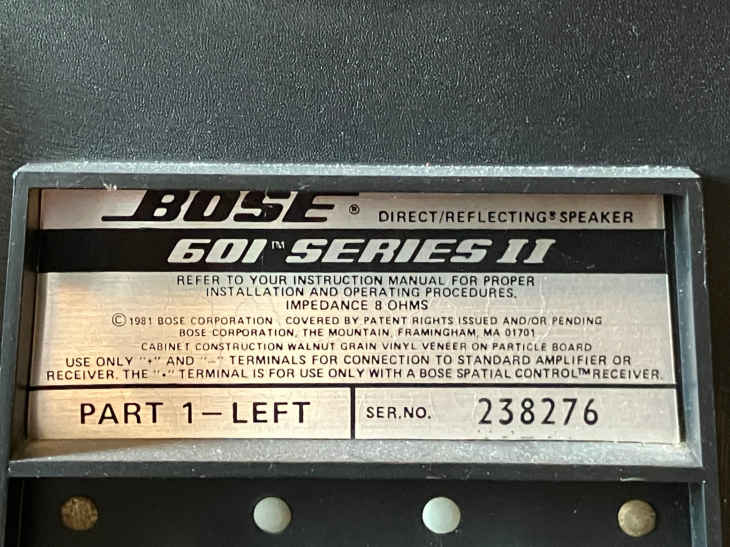 BOSE® DIRECT/REFLECTING® SPEAKER
601™ SERIES II
REFER TO YOUR INSTRUCTION MANUAL FOR PROPER
INSTALLATION AND OPERATING PROCEDURES.
IMPEDANCE 8 OHMS
©1981 BOSE CORPORATION . COVERED BY PATENT RIGHTS ISSUED AND/OR PENDING
BOSE CORPORATION, THE MOUNTAIN, FRAMINGHAM, MA 01701
CABINET CONSTRUCTION WALNUT GRAIN VINYL VENEER ON PARTICLE BOARD
USE ONLY "+" AND "–" TERMINALS FOR CONNECTION TO STANDARD AMPLIFIER OR
RECEIVER. THE "•" TERMINAL IS FOR USE ONLY WITH A BOSE SPATIAL CONTROL™ RECEIVER.
PART 1–LEFT
SER.NO. 238276